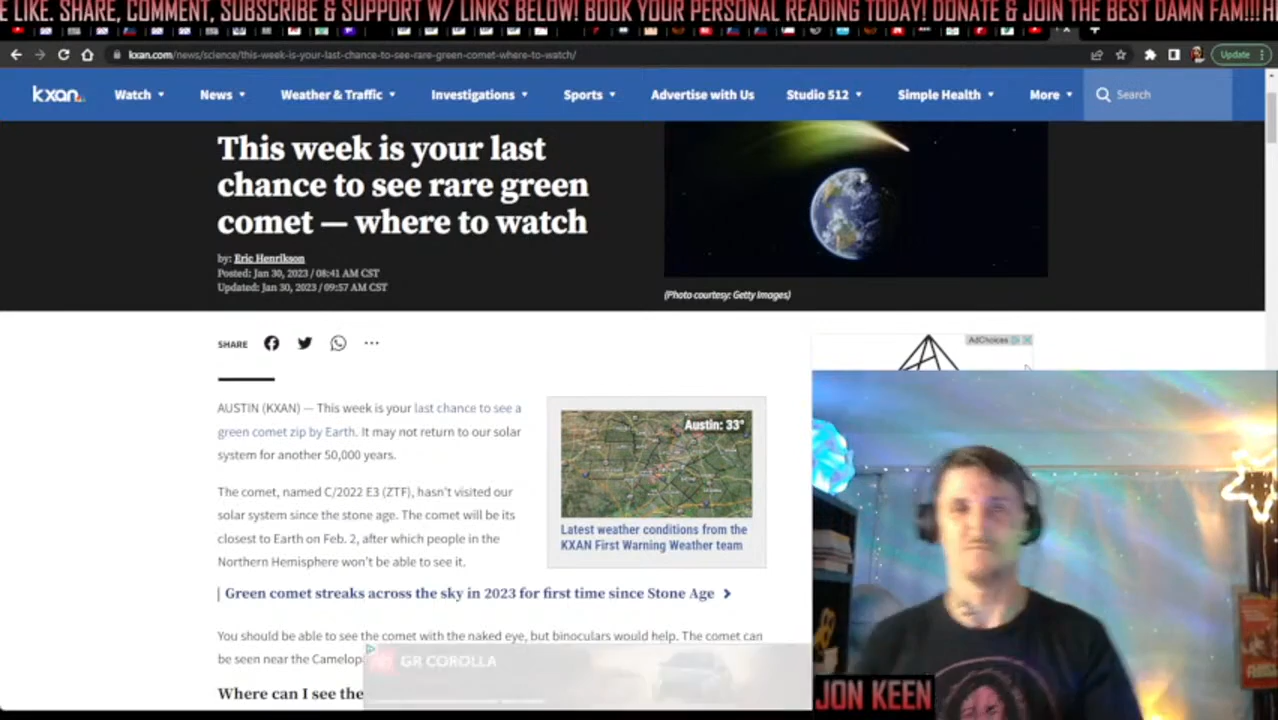 E LIKE. SHARE, COMMENT, SUBSCRIBE & SUPPORT W/ LINKS BELOW! BOOK YOUR PERSONAL READING TODAY! DONATE & JOIN THE BEST DAMN FAM!!!H
kxan.com/news/science/this-week-is-your-last-chance-to-see-rare-green-comet-where-to-watch/
Update
kxan
Watch
News
Weather & Traffic
Investigations
Sports
Advertise with Us
Studio 512
Simple Health
More
Search
This week is your last
chance to see rare green
comet — where to watch
by: Eric Henrikson
Posted: Jan 30, 2023 / 08:41 AM CST
Updated: Jan 30, 2023 / 09:57 AM CST
(Photo courtesy: Getty Images)
SHARE
AdChoices
AUSTIN (KXAN) — This week is your last chance to see a
green comet zip by Earth. It may not return to our solar
system for another 50,000 years.
Austin: 33°
Latest weather conditions from the
KXAN First Warning Weather team
The comet, named C/2022 E3 (ZTF), hasn't visited our
solar system since the stone age. The comet will be its
closest to Earth on Feb. 2, after which people in the
Northern Hemisphere won't be able to see it.
Green comet streaks across the sky in 2023 for first time since Stone Age
You should be able to see the comet with the naked eye, but binoculars would help. The comet can
be seen near the Camelop
GR COROLLA
Where can I see the
JON KEEN